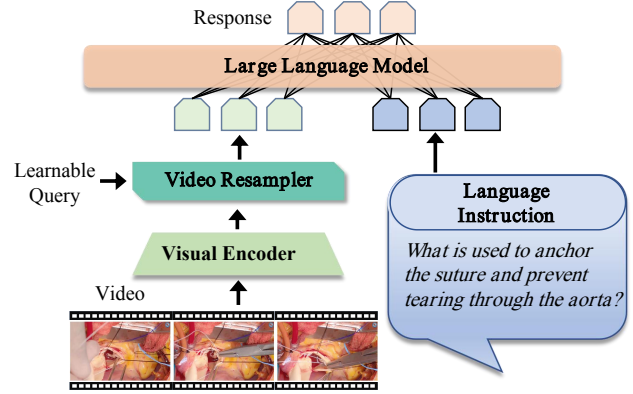 Response
Large Language Model
Learnable
Query
Video Resampler
Visual Encoder
Video
Language
Instruction
What is used to anchor
the suture and prevent
tearing through the aorta?